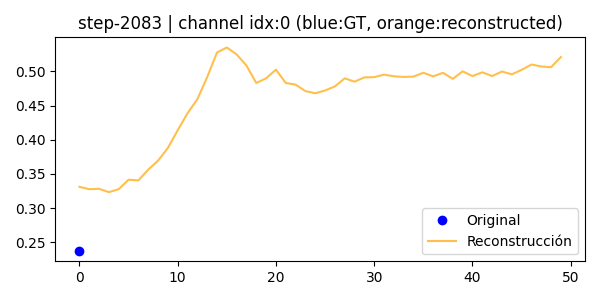 step-2083 | channel idx:0 (blue:GT, orange:reconstructed)
0.50
0.45
0.40
0.35
0.30
0.25
Original
Reconstrucción
0 10 20 30 40 50